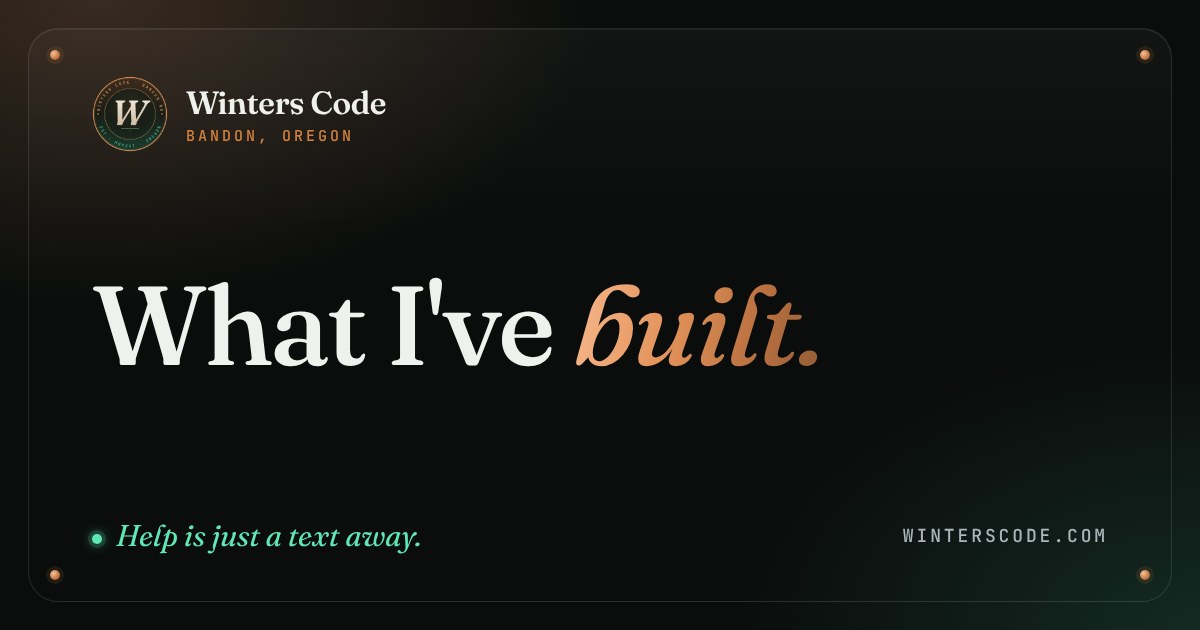 W
Winters Code
BANDON, OREGON
What I've built.
Help is just a text away.
WINTERSCODE.COM